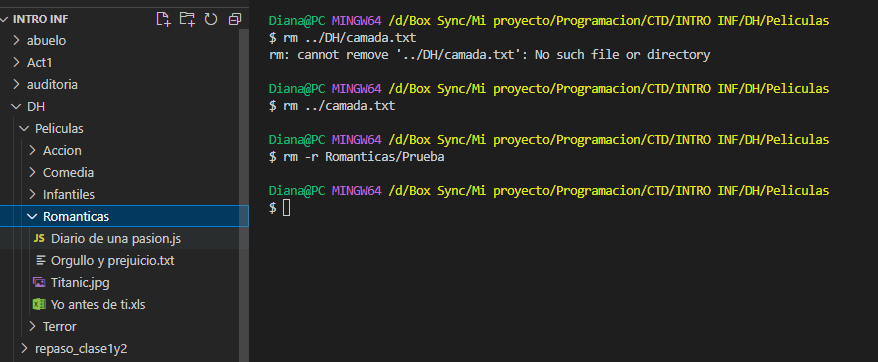 INTRO INF
abuelo
Act1
auditoria
DH
Peliculas
Accion
Comedia
Infantiles
Romanticas
JS Diario de una pasion.js
Orgullo y prejuicio.txt
Titanic.jpg
Yo antes de ti.xls
Terror
repaso_clase1y2
Diana@PC MINGW64 /d/Box Sync/Mi proyecto/Programacion/CTD/INTRO INF/DH/Peliculas
$ rm ../DH/camada.txt
rm: cannot remove '../DH/camada.txt': No such file or directory
Diana@PC MINGW64 /d/Box Sync/Mi proyecto/Programacion/CTD/INTRO INF/DH/Peliculas
$ rm ../camada.txt
Diana@PC MINGW64 /d/Box Sync/Mi proyecto/Programacion/CTD/INTRO INF/DH/Peliculas
$ rm -r Romanticas/Prueba
Diana@PC MINGW64 /d/Box Sync/Mi proyecto/Programacion/CTD/INTRO INF/DH/Peliculas
$